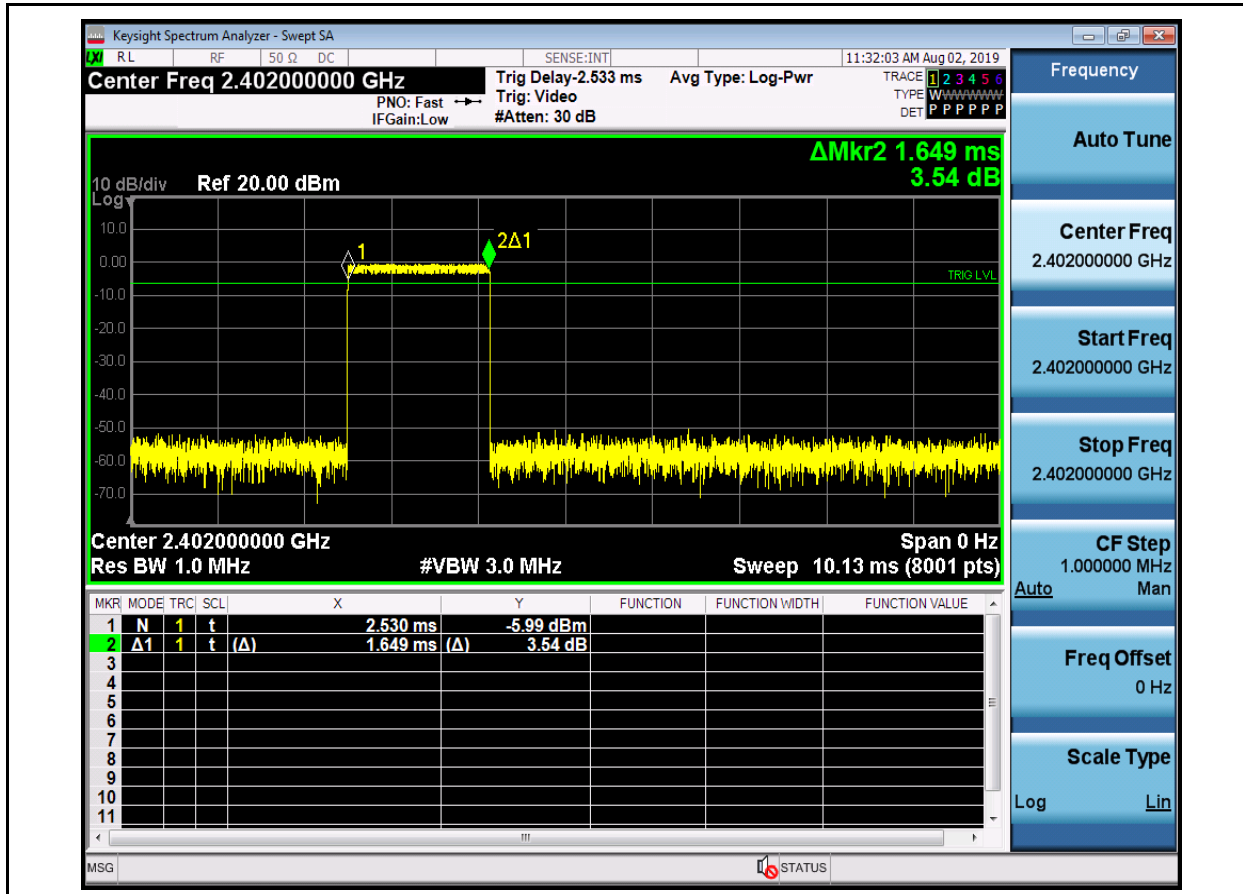 Keysight Spectrum Analyzer - Swept SA
LXI RL RF 50 Ω DC SENSE:INT 11:32:03 AM Aug 02, 2019
Center Freq 2.402000000 GHz
PNO: Fast
IFGain:Low
Trig Delay-2.533 ms
Trig: Video
#Atten: 30 dB
Avg Type: Log-Pwr
TRACE 1 2 3 4 5 6
TYPE WWWWWW
DET P P P P P P
ΔMkr2 1.649 ms
3.54 dB
10 dB/div Ref 20.00 dBm
Log
10.0
0.00
-10.0
-20.0
-30.0
-40.0
-50.0
-60.0
-70.0
1
2Δ1
TRIG LVL
Center 2.402000000 GHz Span 0 Hz
Res BW 1.0 MHz #VBW 3.0 MHz Sweep 10.13 ms (8001 pts)
MKR MODE TRC SCL X Y FUNCTION FUNCTION WIDTH FUNCTION VALUE
1 N 1 t 2.530 ms -5.99 dBm
2 Δ1 1 t (Δ) 1.649 ms (Δ) 3.54 dB
3
4
5
6
7
8
9
10
11
MSG STATUS
Frequency
Auto Tune
Center Freq
2.402000000 GHz
Start Freq
2.402000000 GHz
Stop Freq
2.402000000 GHz
CF Step
1.000000 MHz
Auto Man
Freq Offset
0 Hz
Scale Type
Log Lin